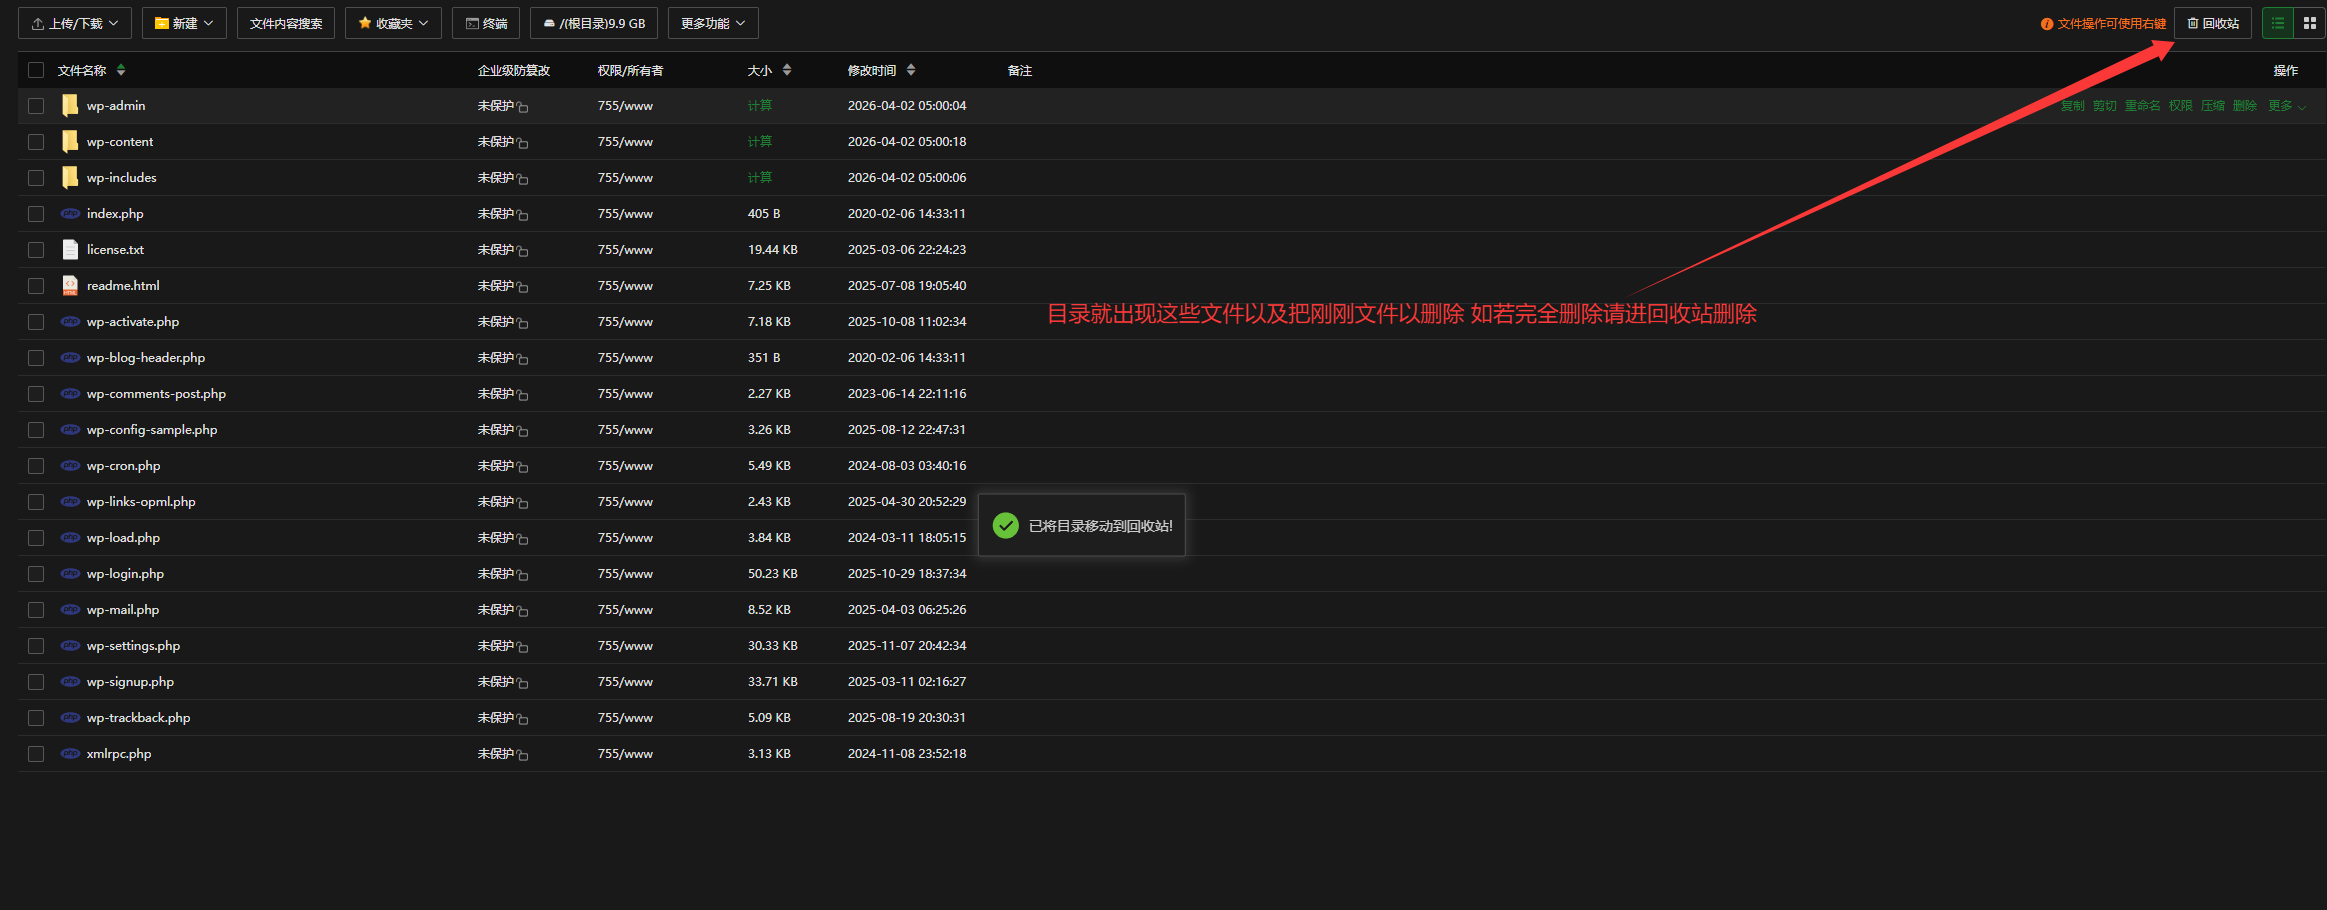 上传/下载 新建 文件内容搜索 收藏夹 终端 /(根目录)9.9 GB 更多功能 文件操作可使用右键 回收站
文件名称 企业级防篡改 权限/所有者 大小 修改时间 备注 操作
wp-admin 未保护 755/www 计算 2026-04-02 05:00:04 复制 剪切 重命名 权限 压缩 删除 更多
wp-content 未保护 755/www 计算 2026-04-02 05:00:18
wp-includes 未保护 755/www 计算 2026-04-02 05:00:06
php index.php 未保护 755/www 405 B 2020-02-06 14:33:11
license.txt 未保护 755/www 19.44 KB 2025-03-06 22:24:23
HTML readme.html 未保护 755/www 7.25 KB 2025-07-08 19:05:40
目录就出现这些文件以及把刚刚文件以删除 如若完全删除请进回收站删除
php wp-activate.php 未保护 755/www 7.18 KB 2025-10-08 11:02:34
php wp-blog-header.php 未保护 755/www 351 B 2020-02-06 14:33:11
php wp-comments-post.php 未保护 755/www 2.27 KB 2023-06-14 22:11:16
php wp-config-sample.php 未保护 755/www 3.26 KB 2025-08-12 22:47:31
php wp-cron.php 未保护 755/www 5.49 KB 2024-08-03 03:40:16
php wp-links-opml.php 未保护 755/www 2.43 KB 2025-04-30 20:52:29
已将目录移动到回收站!
php wp-load.php 未保护 755/www 3.84 KB 2024-03-11 18:05:15
php wp-login.php 未保护 755/www 50.23 KB 2025-10-29 18:37:34
php wp-mail.php 未保护 755/www 8.52 KB 2025-04-03 06:25:26
php wp-settings.php 未保护 755/www 30.33 KB 2025-11-07 20:42:34
php wp-signup.php 未保护 755/www 33.71 KB 2025-03-11 02:16:27
php wp-trackback.php 未保护 755/www 5.09 KB 2025-08-19 20:30:31
php xmlrpc.php 未保护 755/www 3.13 KB 2024-11-08 23:52:18